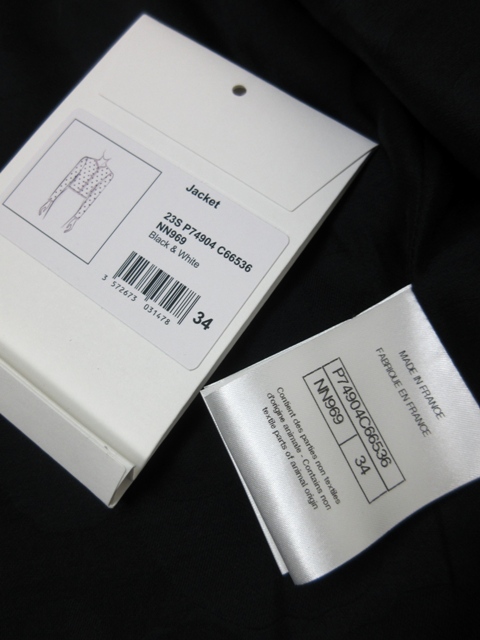 Jacket
23S P74904 C66536
NN969
Black & White
3 572673 031478
34
MADE IN FRANCE
FABRIQUE EN FRANCE
P74904C66536
NN969 34
Contient des parties non textiles
d'origine animale - Contains non
textile parts of animal origin